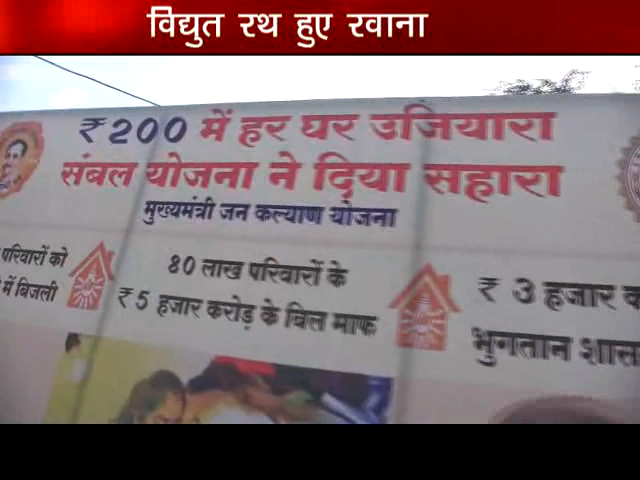 विद्युत रथ हुए रवाना
₹200 में हर घर उजियारा
संबल योजना ने दिया सहारा
मुख्यमंत्री जन कल्याण योजना
परिवारों को
में बिजली
80 लाख परिवारों के
₹5 हजार करोड़ के बिल माफ
₹ 3 हजार
भुगतान